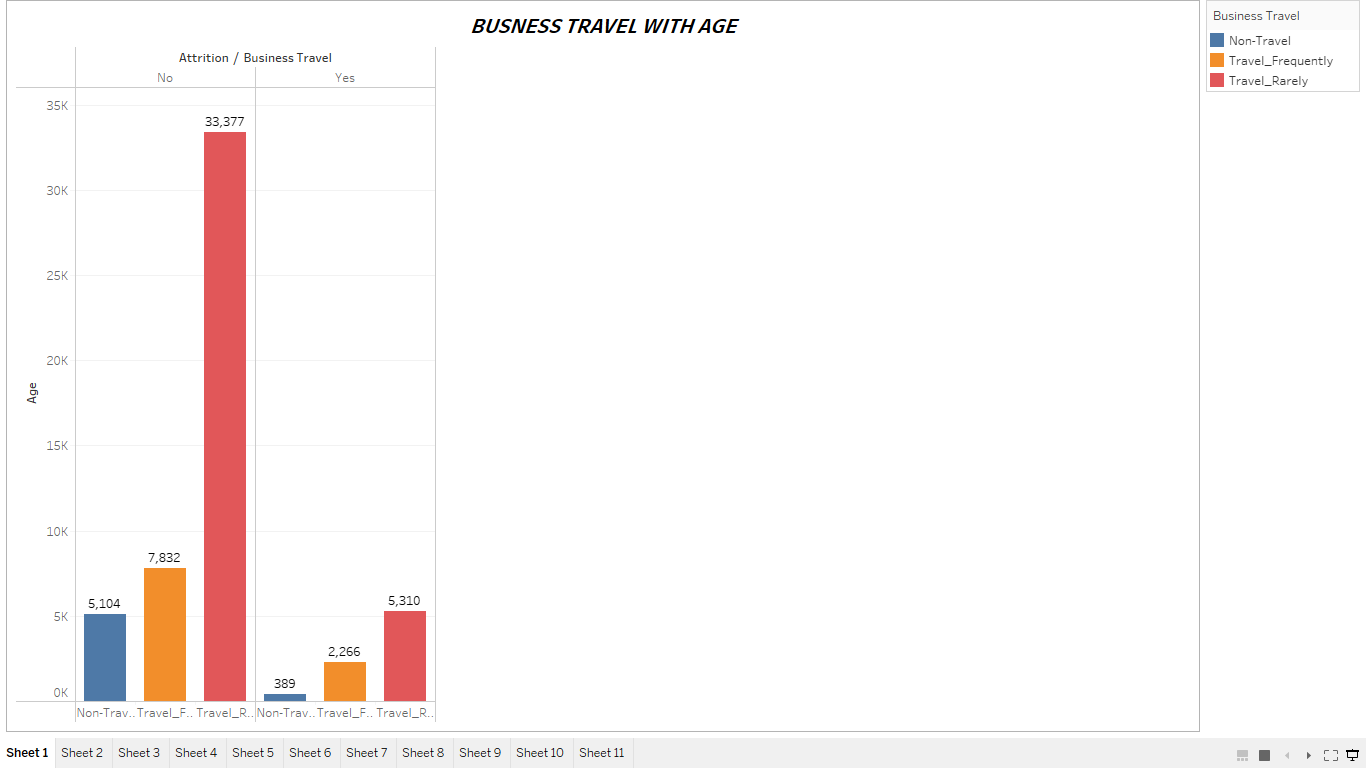 BUSNESS TRAVEL WITH AGE
Business Travel
Non-Travel
Travel_Frequently
Travel_Rarely
Attrition / Business Travel
No Yes
35K
30K
25K
20K
15K
10K
5K
0K
Age
33,377
7,832
5,104
5,310
2,266
389
Non-Trav.. Travel_F.. Travel_R.. Non-Trav.. Travel_F.. Travel_R..
Sheet 1 Sheet 2 Sheet 3 Sheet 4 Sheet 5 Sheet 6 Sheet 7 Sheet 8 Sheet 9 Sheet 10 Sheet 11